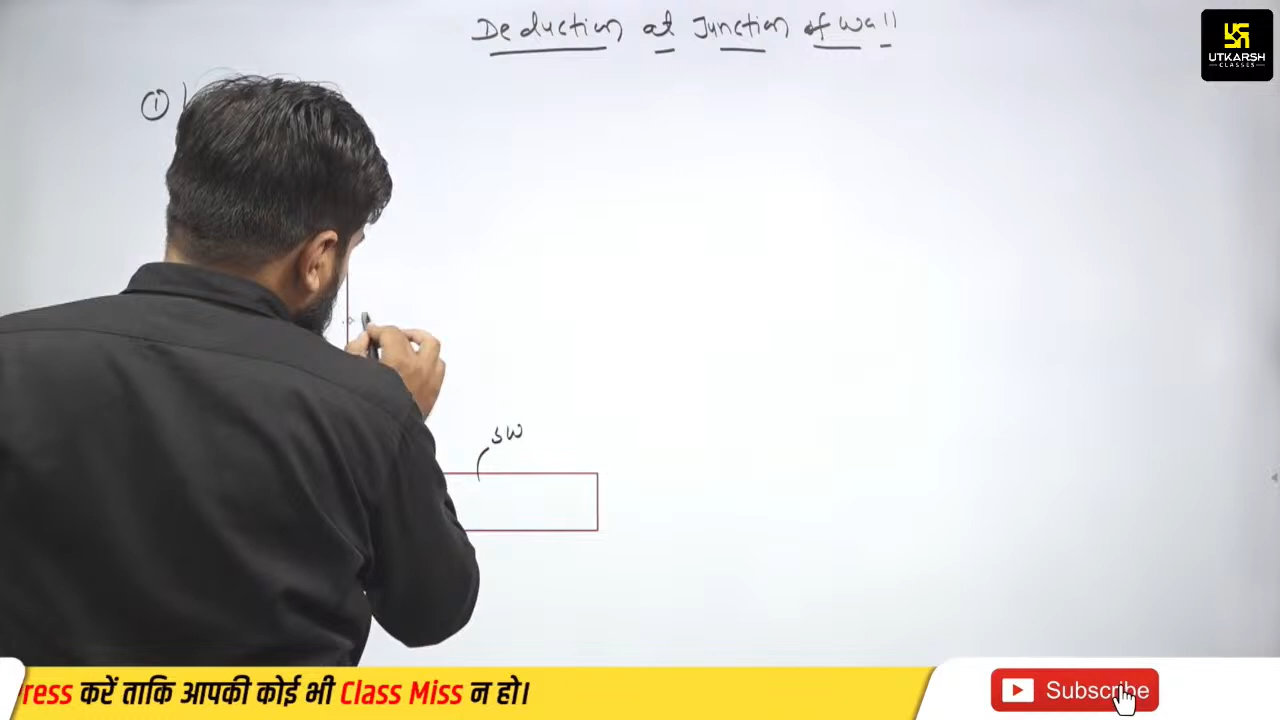 Deduction at Junction of wall
UTKARSH
CLASSES
①
SW
ress करें ताकि आपकी कोई भी Class Miss न हो।
Subscribe